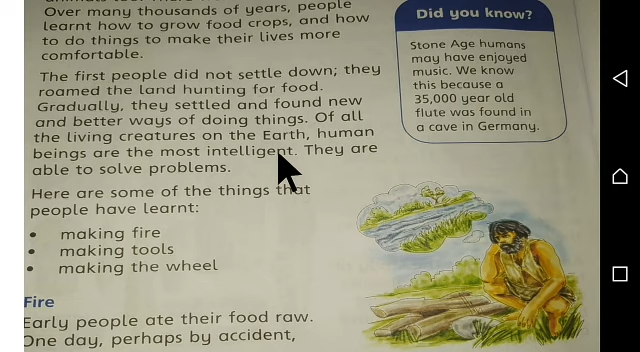 Over many thousands of years, people
learnt how to grow food crops, and how
to do things to make their lives more
comfortable.
The first people did not settle down; they
roamed the land hunting for food.
Gradually, they settled and found new
and better ways of doing things. Of all
the living creatures on the Earth, human
beings are the most intelligent. They are
able to solve problems.
Here are some of the things that
people have learnt:
• making fire
• making tools
• making the wheel
Fire
Early people ate their food raw.
One day, perhaps by accident,
Did you know?
Stone Age humans
may have enjoyed
music. We know
this because a
35,000 year old
flute was found in
a cave in Germany.